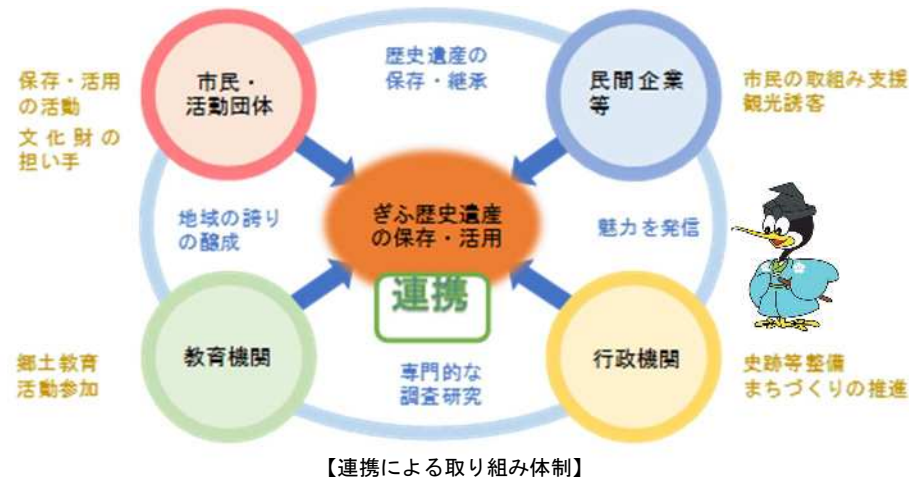 保存・活用
の活動
文化財の
担い手
市民・
活動団体
歴史遺産の
保存・継承
民間企業
等
市民の取組み支援
観光誘客
地域の誇り
の醸成
ぎふ歴史遺産
の保存・活用
連携
魅力を発信
郷土教育
活動参加
教育機関
専門的な
調査研究
行政機関
史跡等整備
まちづくりの推進
【連携による取り組み体制】